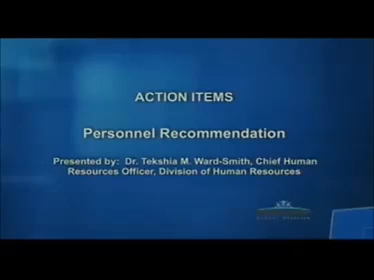 ACTION ITEMS
Personnel Recommendation
Presented by: Dr. Tekshia M. Ward-Smith, Chief Human
Resources Officer, Division of Human Resources